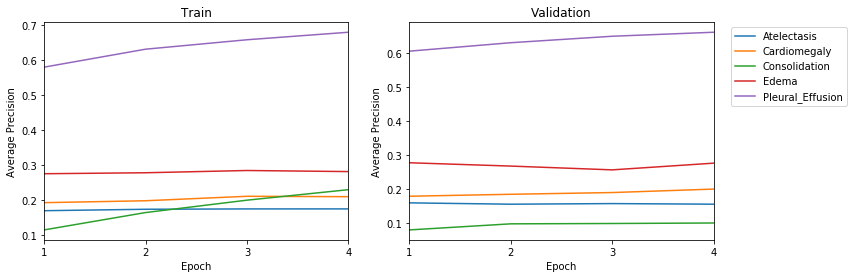 Train
Average Precision
0.7
0.6
0.5
0.4
0.3
0.2
0.1
1 2 3 4
Epoch
Validation
Average Precision
0.6
0.5
0.4
0.3
0.2
0.1
1 2 3 4
Epoch
Atelectasis
Cardiomegaly
Consolidation
Edema
Pleural_Effusion